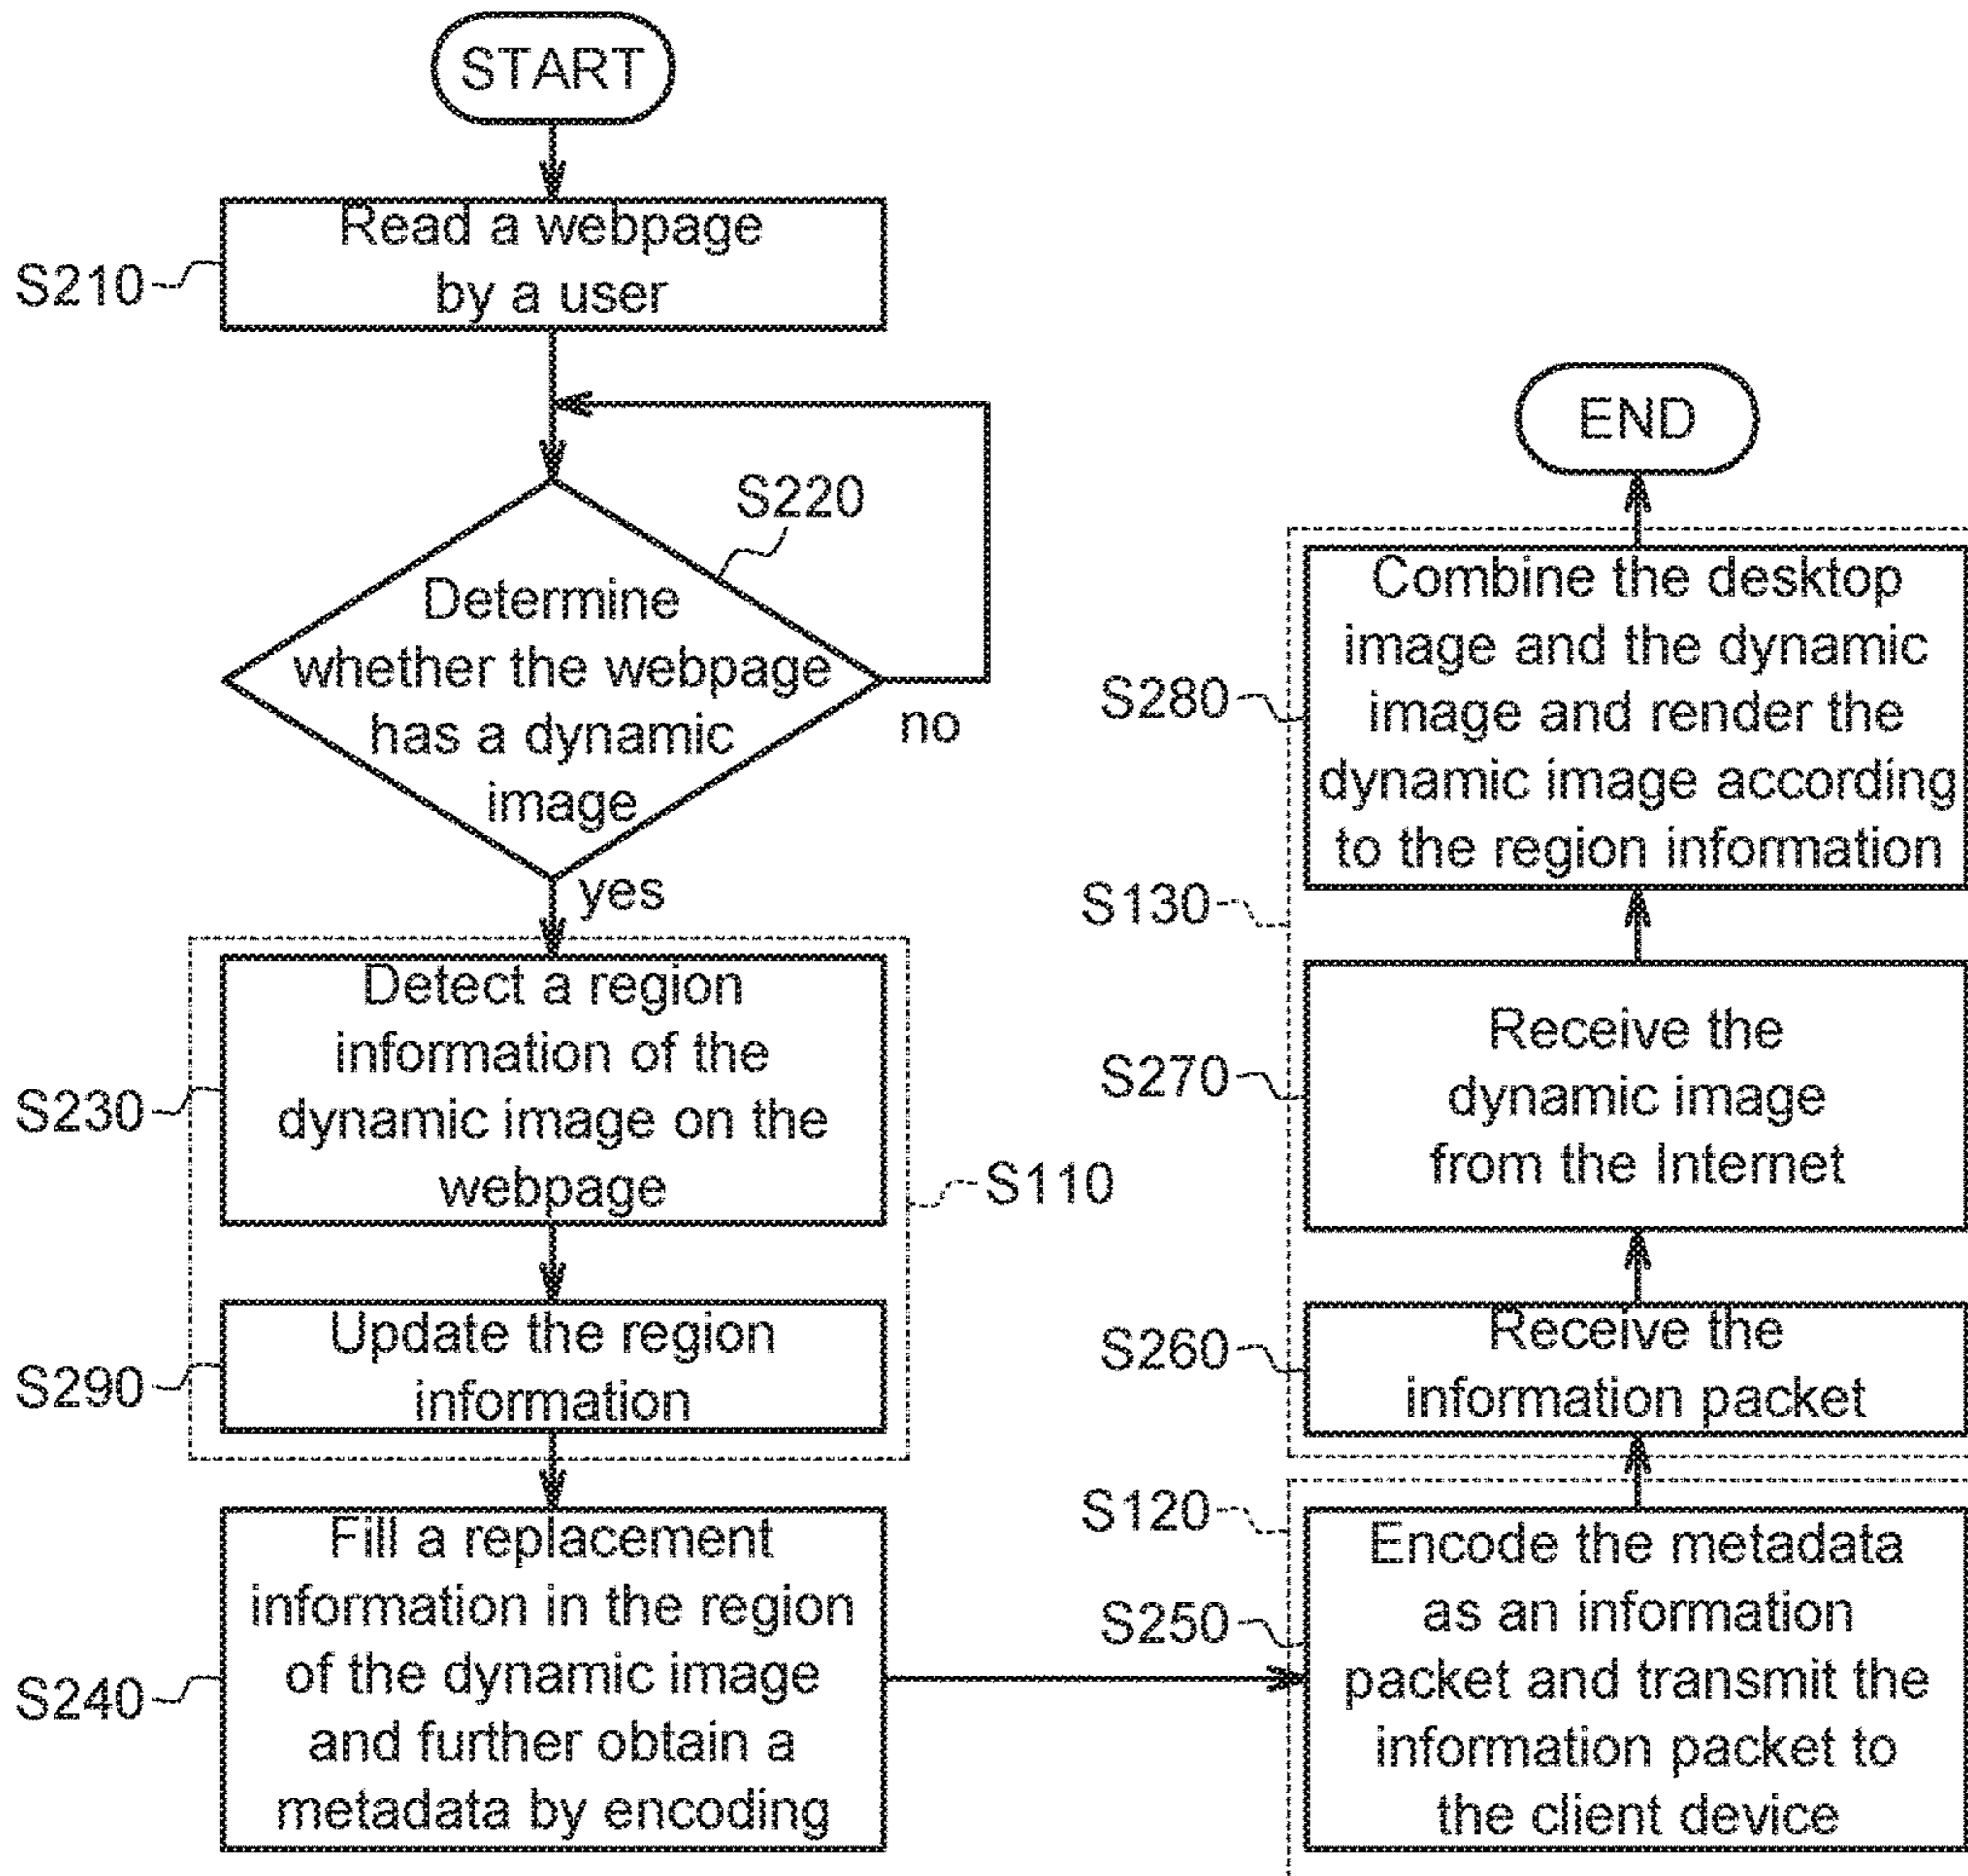 START
Read a webpage
by a user
S210
S220
Determine
whether the webpage
has a dynamic
image
no
yes
Detect a region
information of the
dynamic image on the
webpage
S230
S110
Update the region
information
S290
Fill a replacement
information in the region
of the dynamic image
and further obtain a
metadata by encoding
S240
END
Combine the desktop
image and the dynamic
image and render the
dynamic image according
to the region information
S280
S130
Receive the
dynamic image
from the Internet
S270
Receive the
information packet
S260
S120
Encode the metadata
as an information
packet and transmit the
information packet to
the client device
S250